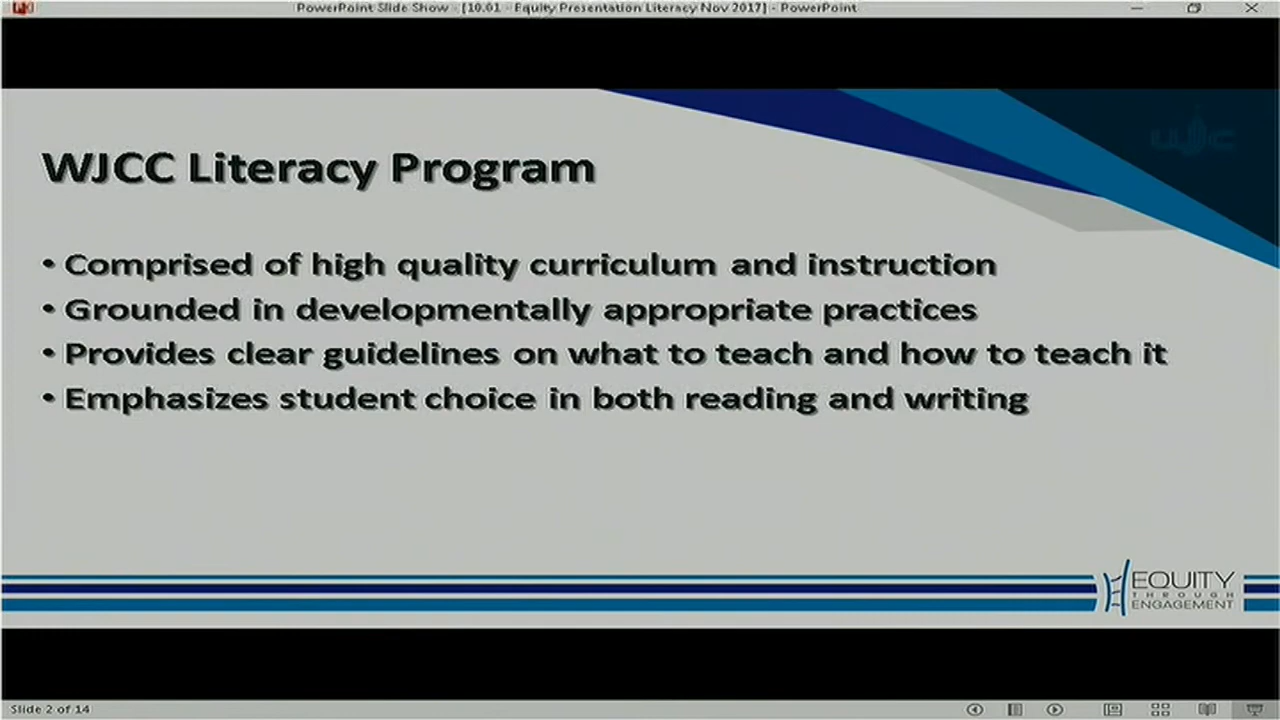 PowerPoint Slide Show - [10.01 - Equity Presentation Literacy Nov 2017] - PowerPoint
wjcc
WJCC Literacy Program
• Comprised of high quality curriculum and instruction
• Grounded in developmentally appropriate practices
• Provides clear guidelines on what to teach and how to teach it
• Emphasizes student choice in both reading and writing
EQUITY
THROUGH
ENGAGEMENT
Slide 2 of 14